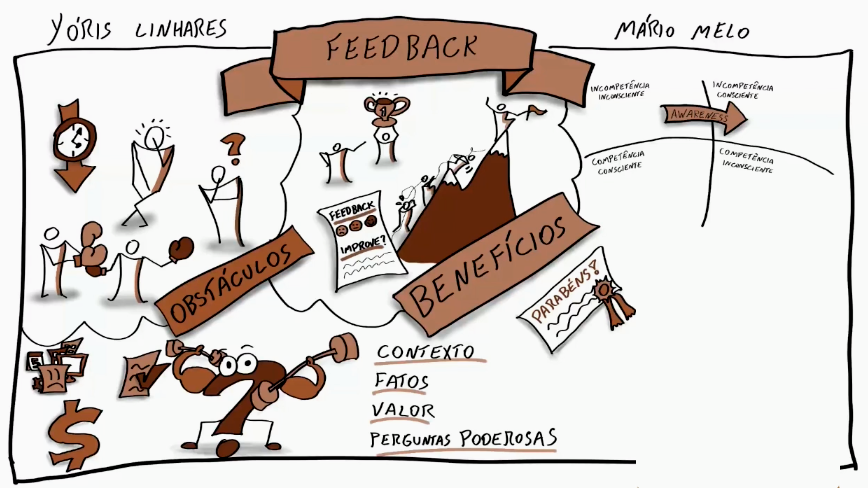 YÓRIS LINHARES
FEEDBACK
MÁRIO MELO
?
1
FEEDBACK
IMPROVE?
OBSTÁCULOS
BENEFÍCIOS
PARABÉNS!
$
CONTEXTO
FATOS
VALOR
PERGUNTAS PODEROSAS
INCOMPETÊNCIA
INCONSCIENTE
INCOMPETÊNCIA
CONSCIENTE
AWARENESS
COMPETÊNCIA
CONSCIENTE
COMPETÊNCIA
INCONSCIENTE